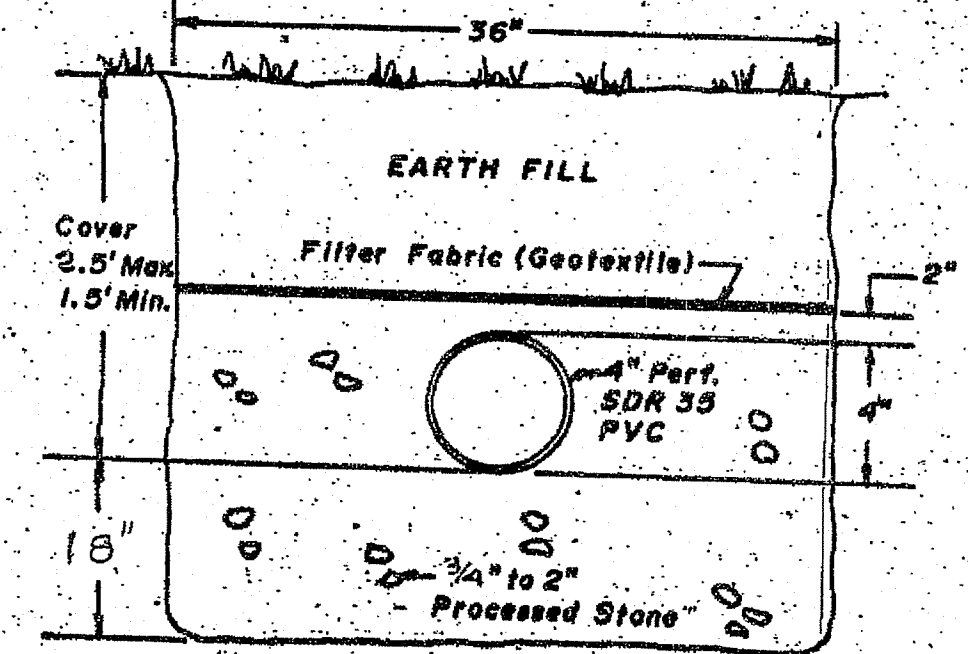 36"
EARTH FILL
Cover
2.5' Max
1.5' Min.
Filter Fabric (Geotextile)
2"
4" Perf.
SDR 35
PVC
4"
18"
3/4" to 2"
Processed Stone